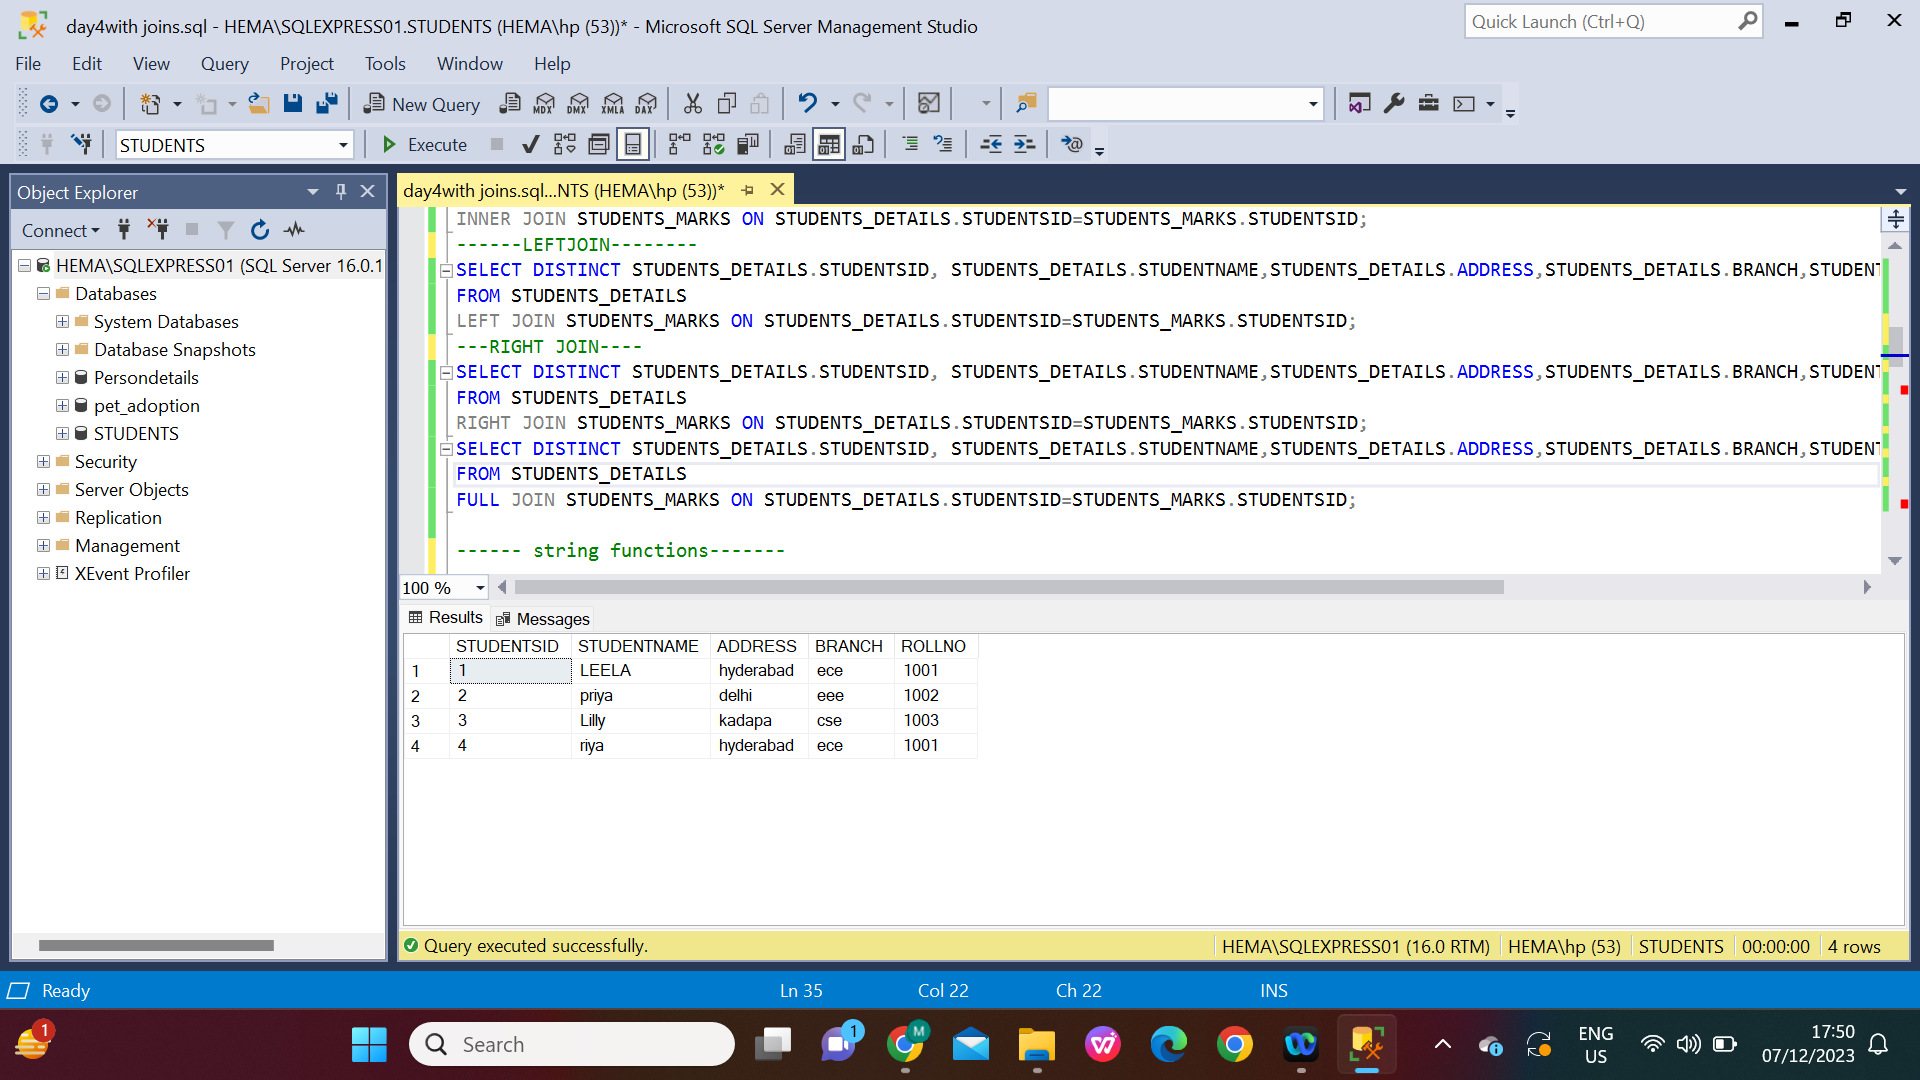 day4with joins.sql - HEMA\SQLEXPRESS01.STUDENTS (HEMA\hp (53))* - Microsoft SQL Server Management Studio
Quick Launch (Ctrl+Q)
File Edit View Query Project Tools Window Help
New Query MDX DMX XMLA DAX
STUDENTS Execute
Object Explorer
day4with joins.sql...NTS (HEMA\hp (53))*
Connect
HEMA\SQLEXPRESS01 (SQL Server 16.0.1
Databases
System Databases
Database Snapshots
Persondetails
pet_adoption
STUDENTS
Security
Server Objects
Replication
Management
XEvent Profiler
INNER JOIN STUDENTS_MARKS ON STUDENTS_DETAILS.STUDENTSID=STUDENTS_MARKS.STUDENTSID;
------LEFTJOIN--------
SELECT DISTINCT STUDENTS_DETAILS.STUDENTSID, STUDENTS_DETAILS.STUDENTNAME,STUDENTS_DETAILS.ADDRESS,STUDENTS_DETAILS.BRANCH,STUDENT
FROM STUDENTS_DETAILS
LEFT JOIN STUDENTS_MARKS ON STUDENTS_DETAILS.STUDENTSID=STUDENTS_MARKS.STUDENTSID;
---RIGHT JOIN----
SELECT DISTINCT STUDENTS_DETAILS.STUDENTSID, STUDENTS_DETAILS.STUDENTNAME,STUDENTS_DETAILS.ADDRESS,STUDENTS_DETAILS.BRANCH,STUDENT
FROM STUDENTS_DETAILS
RIGHT JOIN STUDENTS_MARKS ON STUDENTS_DETAILS.STUDENTSID=STUDENTS_MARKS.STUDENTSID;
SELECT DISTINCT STUDENTS_DETAILS.STUDENTSID, STUDENTS_DETAILS.STUDENTNAME,STUDENTS_DETAILS.ADDRESS,STUDENTS_DETAILS.BRANCH,STUDENT
FROM STUDENTS_DETAILS
FULL JOIN STUDENTS_MARKS ON STUDENTS_DETAILS.STUDENTSID=STUDENTS_MARKS.STUDENTSID;
------ string functions-------
100 %
Results Messages
STUDENTSID STUDENTNAME ADDRESS BRANCH ROLLNO
1 1 LEELA hyderabad ece 1001
2 2 priya delhi eee 1002
3 3 Lilly kadapa cse 1003
4 4 riya hyderabad ece 1001
Query executed successfully. HEMA\SQLEXPRESS01 (16.0 RTM) HEMA\hp (53) STUDENTS 00:00:00 4 rows
Ready Ln 35 Col 22 Ch 22 INS
1 Search 1 M ENG 17:50
US 07/12/2023